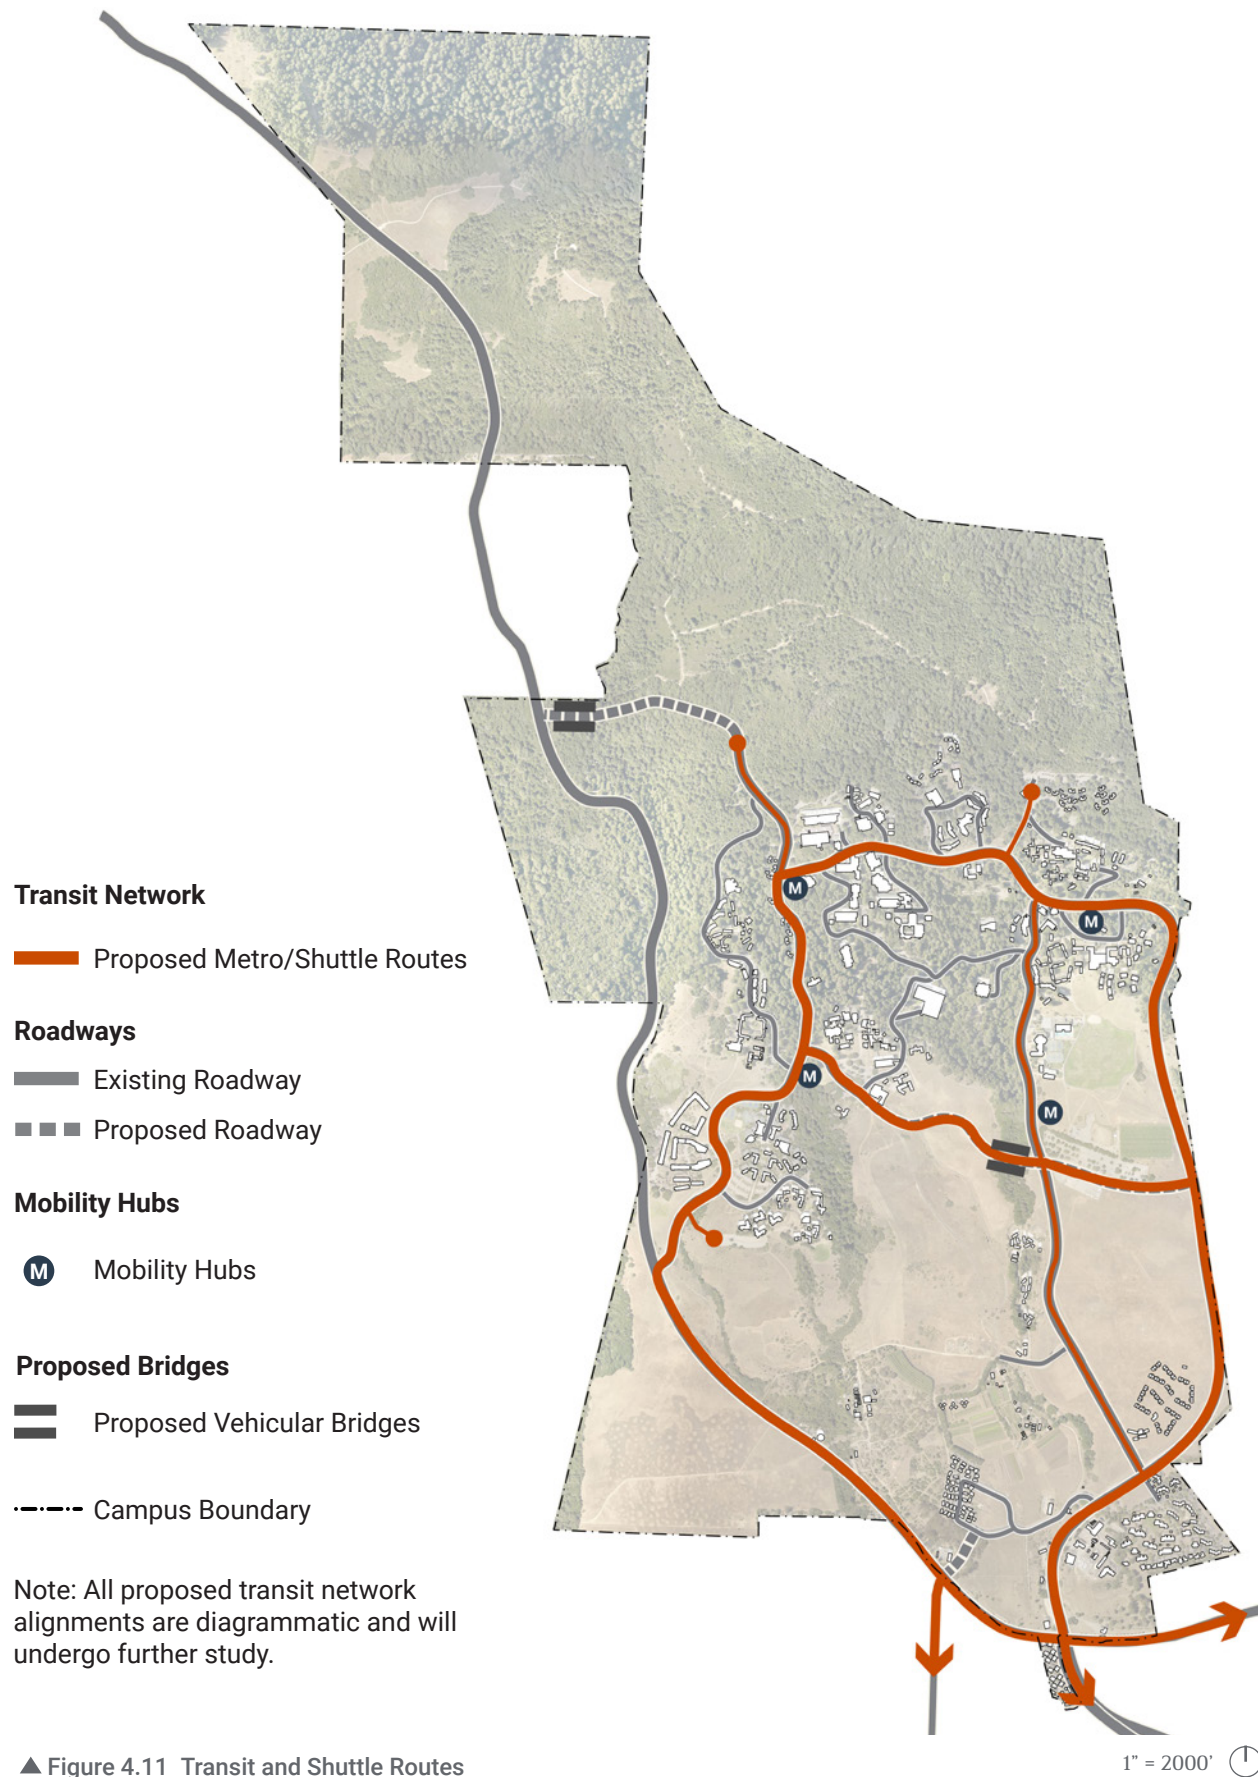 M
M
M
M
Transit Network
Proposed Metro/Shuttle Routes
Roadways
Existing Roadway
Proposed Roadway
Mobility Hubs
M Mobility Hubs
Proposed Bridges
Proposed Vehicular Bridges
Campus Boundary
Note: All proposed transit network
alignments are diagrammatic and will
undergo further study.
▲ Figure 4.11 Transit and Shuttle Routes
1" = 2000'